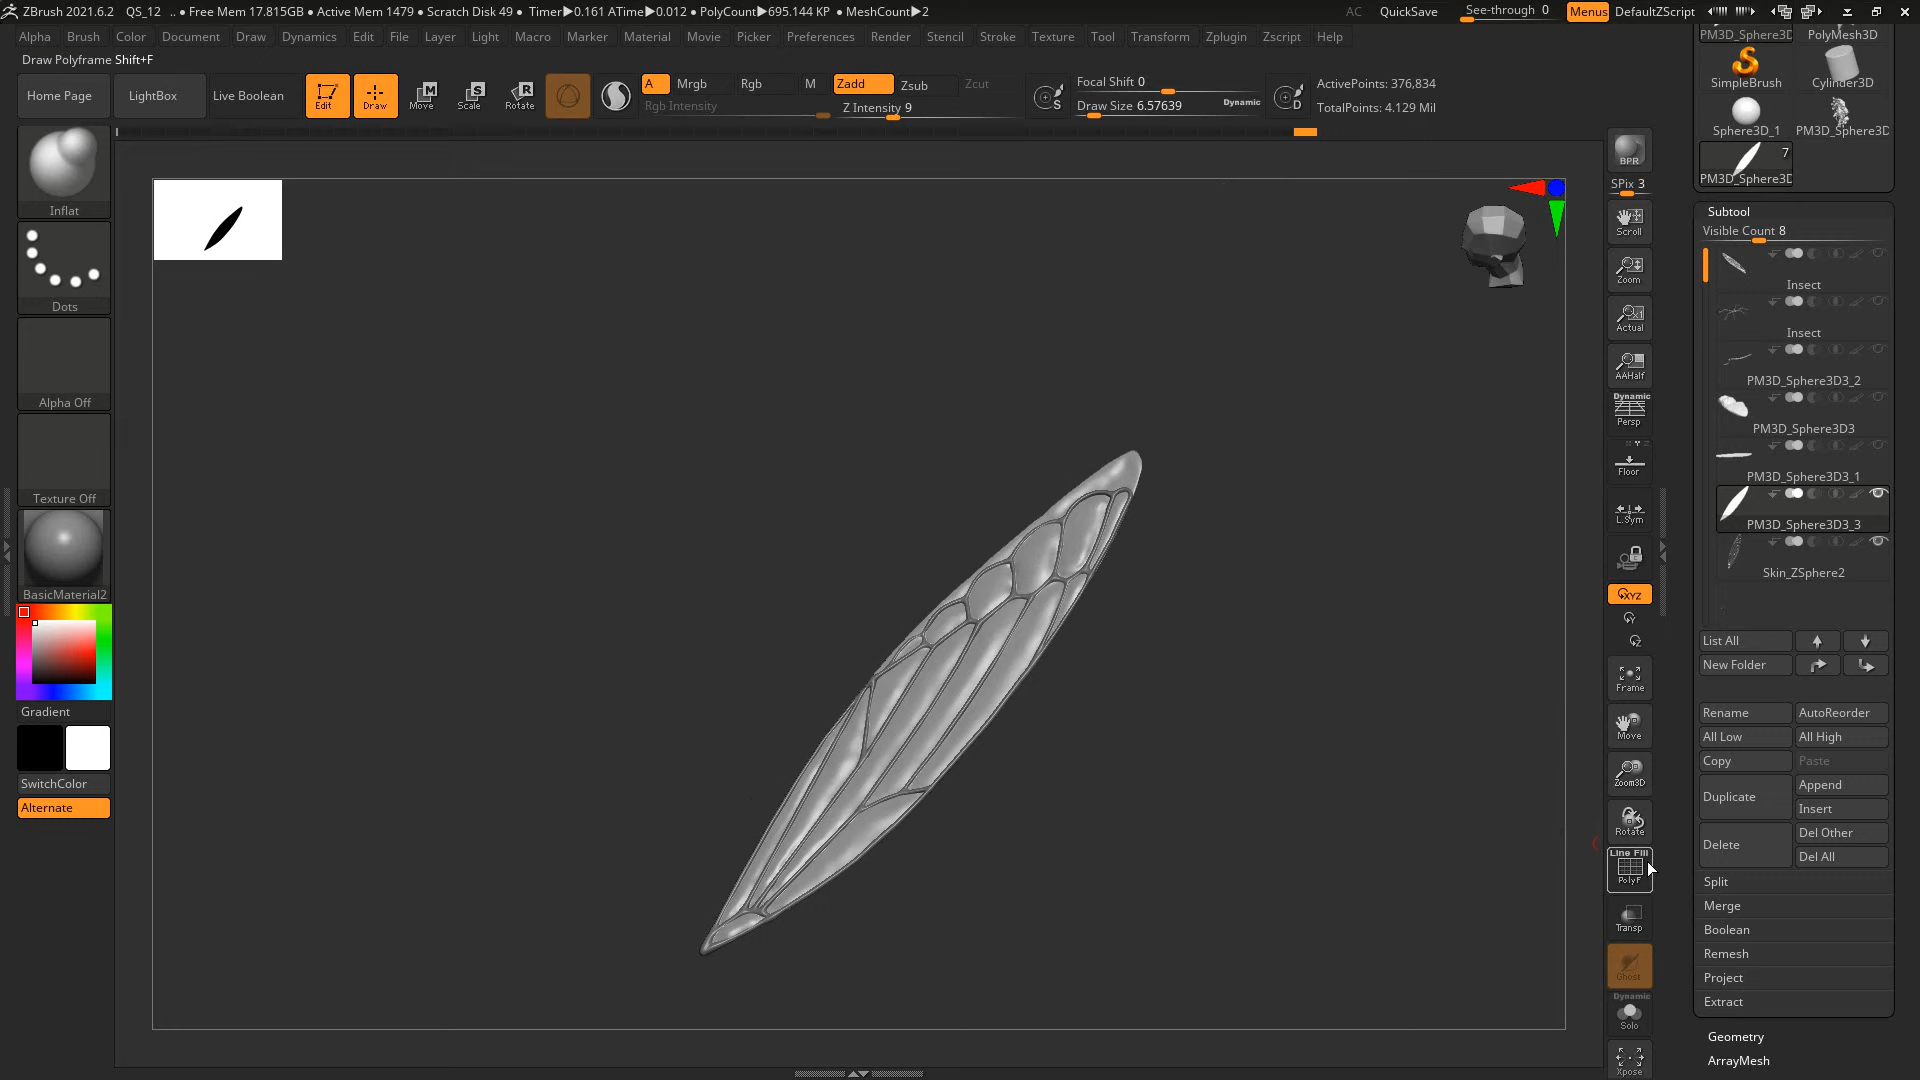 ZBrush 2021.6.2 QS_12 .. • Free Mem 17.815GB • Active Mem 1479 • Scratch Disk 49 • Timer▶0.161 ATime▶0.012 • PolyCount▶695.144 KP • MeshCount▶2 AC QuickSave See-through 0 Menus DefaultZScript
Alpha Brush Color Document Draw Dynamics Edit File Layer Light Macro Marker Material Movie Picker Preferences Render Stencil Stroke Texture Tool Transform Zplugin Zscript Help
Draw Polyframe Shift+F
Home Page LightBox Live Boolean Edit Draw Move Scale Rotate
A Mrgb Rgb M Zadd Zsub Zcut
Rgb Intensity Z Intensity 9
S
Focal Shift 0
Draw Size 6.57639 Dynamic
D
ActivePoints: 376,834
TotalPoints: 4.129 Mil
Inflat
Dots
Alpha Off
Texture Off
BasicMaterial2
Gradient
SwitchColor
Alternate
BPR
SPix 3
Scroll
Zoom
Actual
AAHalf
Dynamic
Persp
Floor
L.Sym
XYZ
Y
Z
Frame
Move
Zoom3D
Rotate
Line Fill
PolyF
Transp
Ghost
Dynamic
Solo
Xpose
PM3D_Sphere3D PolyMesh3D
SimpleBrush Cylinder3D
Sphere3D_1 PM3D_Sphere3D
7
PM3D_Sphere3D
Subtool
Visible Count 8
Insect
Insect
PM3D_Sphere3D3_2
PM3D_Sphere3D3
PM3D_Sphere3D3_1
PM3D_Sphere3D3_3
Skin_ZSphere2
List All
New Folder
Rename AutoReorder
All Low All High
Copy Paste
Duplicate Append
Insert
Delete Del Other
Del All
Split
Merge
Boolean
Remesh
Project
Extract
Geometry
ArrayMesh